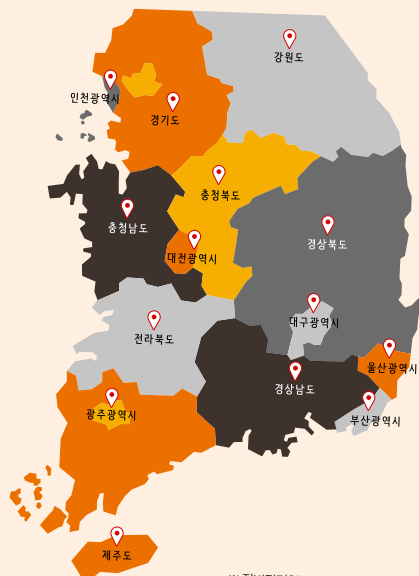 강원도
인천광역시
경기도
충청북도
충청남도
경상북도
대전광역시
대구광역시
전라북도
울산광역시
경상남도
광주광역시
부산광역시
제주도